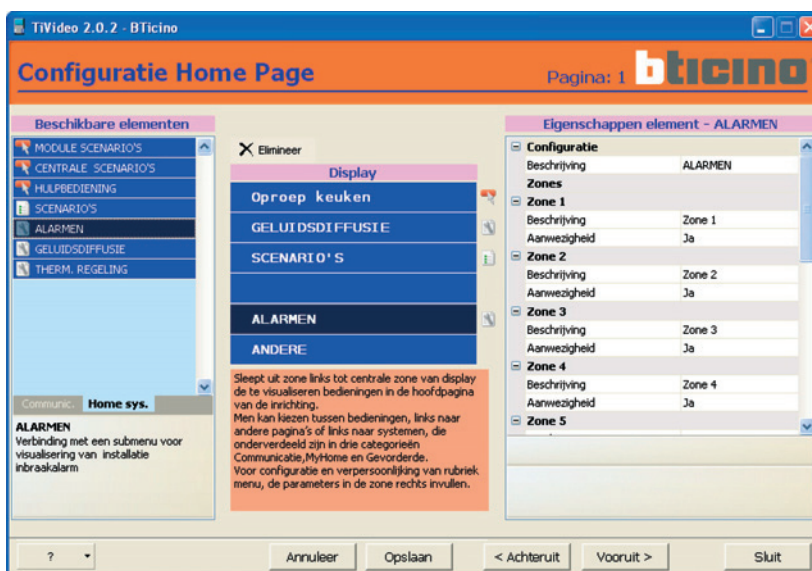 TiVideo 2.0.2 - BTicino
Configuratie Home Page
Pagina: 1
bticino
Beschikbare elementen
MODULE SCENARIO'S
CENTRALE SCENARIO'S
HULPBEDIENING
SCENARIO'S
ALARMEN
GELUIDSDIFFUSIE
THERM. REGELING
Communic. Home sys.
ALARMEN
Verbinding met een submenu voor
visualisering van installatie
inbraakalarm
Elimineer
Display
Oproep keuken
GELUIDSDIFFUSIE
SCENARIO'S
ALARMEN
ANDERE
Sleept uit zone links tot centrale zone van display
de te visualiseren bedieningen in de hoofdpagina
van de inrichting.
Men kan kiezen tussen bedieningen, links naar
andere pagina's of links naar systemen, die
onderverdeeld zijn in drie categorieën
Communicatie,MyHome en Gevorderde.
Voor configuratie en verpersoonlijking van rubriek
menu, de parameters in de zone rechts invullen.
Eigenschappen element - ALARMEN
Configuratie
Beschrijving ALARMEN
Zones
Zone 1
Beschrijving Zone 1
Aanwezigheid Ja
Zone 2
Beschrijving Zone 2
Aanwezigheid Ja
Zone 3
Beschrijving Zone 3
Aanwezigheid Ja
Zone 4
Beschrijving Zone 4
Aanwezigheid Ja
Zone 5
?
Annuleer
Opslaan
< Achteruit
Vooruit >
Sluit